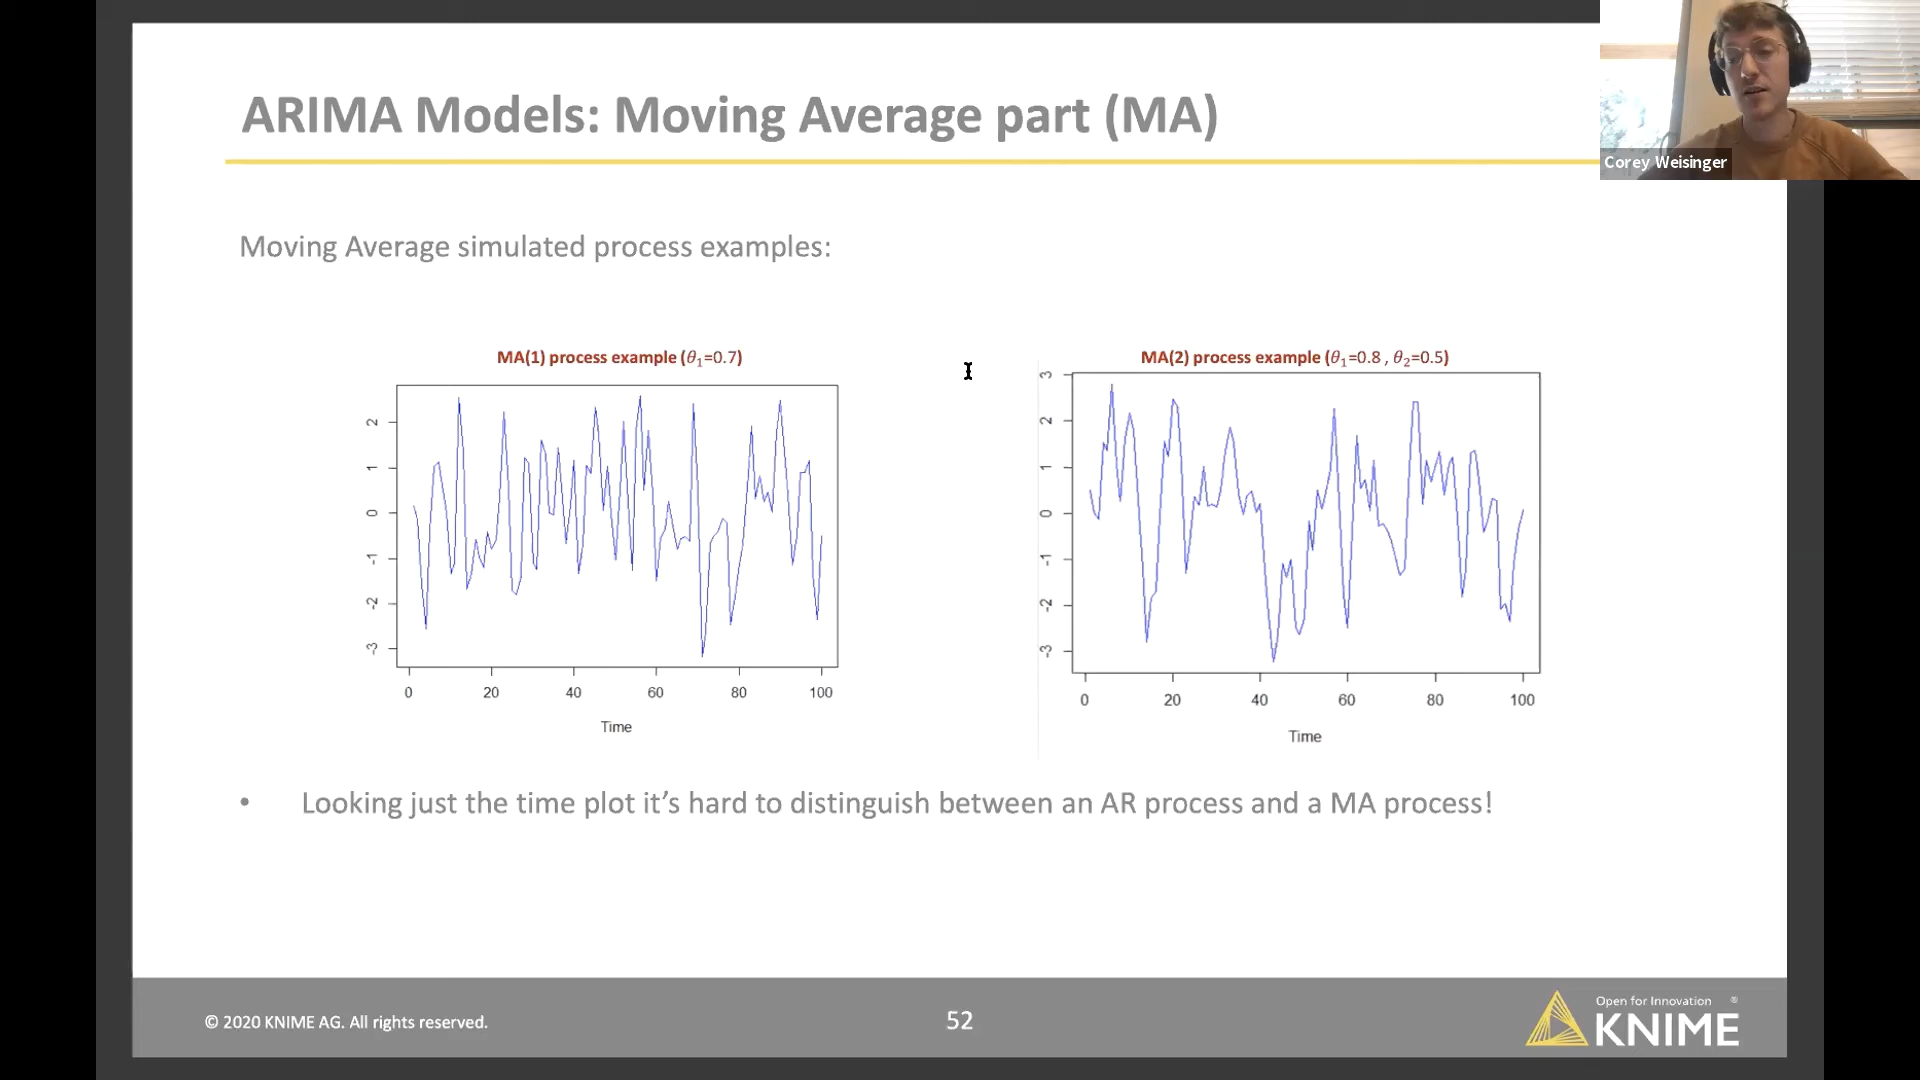 ARIMA Models: Moving Average part (MA)
Corey Weisinger
Moving Average simulated process examples:
MA(1) process example (θ₁=0.7)
2
1
0
-1
-2
-3
0 20 40 60 80 100
Time
MA(2) process example (θ₁=0.8 , θ₂=0.5)
3
2
1
0
-1
-2
-3
0 20 40 60 80 100
Time
• Looking just the time plot it’s hard to distinguish between an AR process and a MA process!
© 2020 KNIME AG. All rights reserved.
52
Open for Innovation ®
KNIME